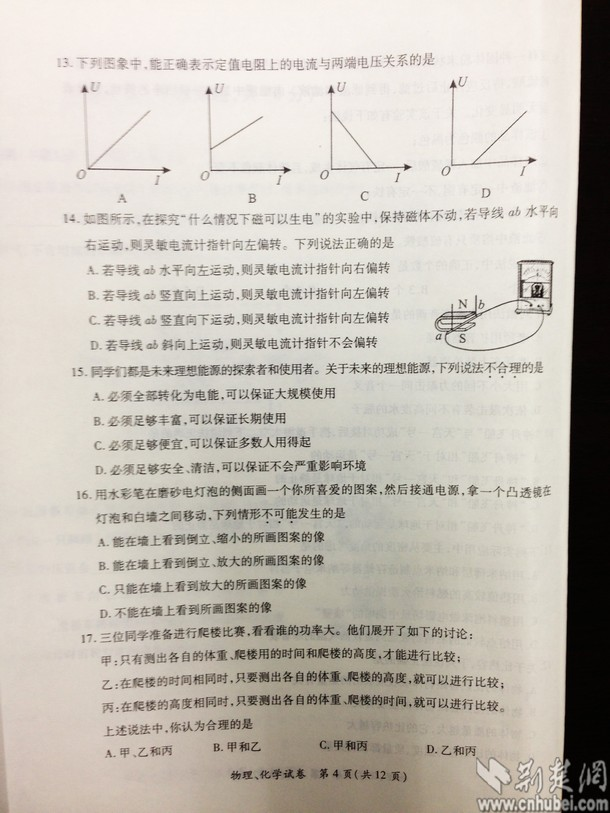 13. 下列图象中,能正确表示定值电阻上的电流与两端电压关系的是
U U U U
O I O I O I O I
A B C D
14. 如图所示,在探究“什么情况下磁可以生电”的实验中,保持磁体不动,若导线 ab 水平向
右运动,则灵敏电流计指针向左偏转。下列说法正确的是
A. 若导线 ab 水平向左运动,则灵敏电流计指针向右偏转
B. 若导线 ab 竖直向上运动,则灵敏电流计指针向左偏转
C. 若导线 ab 竖直向下运动,则灵敏电流计指针向左偏转
D. 若导线 ab 斜向上运动,则灵敏电流计指针不会偏转
N b
a S
15. 同学们都是未来理想能源的探索者和使用者。关于未来的理想能源,下列说法不合理的是
A. 必须全部转化为电能,可以保证大规模使用
B. 必须足够丰富,可以保证长期使用
C. 必须足够便宜,可以保证多数人用得起
D. 必须足够安全、清洁,可以保证不会严重影响环境
16. 用水彩笔在磨砂电灯泡的侧面画一个你所喜爱的图案,然后接通电源,拿一个凸透镜在
灯泡和白墙之间移动,下列情形不可能发生的是
A. 能在墙上看到倒立、缩小的所画图案的像
B. 能在墙上看到倒立、放大的所画图案的像
C. 只能在墙上看到放大的所画图案的像
D. 不能在墙上看到所画图案的像
17. 三位同学准备进行爬楼比赛,看看谁的功率大。他们展开了如下的讨论:
甲:只有测出各自的体重、爬楼用的时间和爬楼的高度,才能进行比较;
乙:在爬楼的时间相同时,只要测出各自的体重、爬楼的高度,就可以进行比较;
丙:在爬楼的高度相同时,只要测出各自的体重、爬楼的时间,就可以进行比较。
上述说法中,你认为合理的是
A. 甲、乙和丙 B. 甲和乙 C. 甲和丙 D. 乙和丙
物理、化学试卷 第 4 页(共 12 页)
荆楚网
www.cnhubei.com